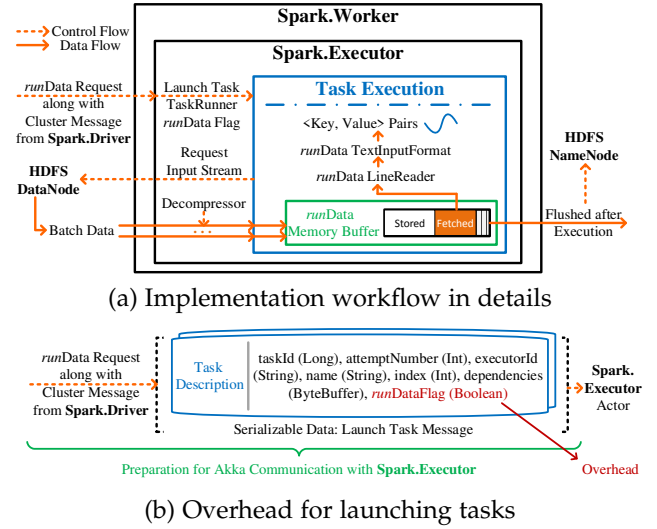 Spark.Worker
Spark.Executor
Control Flow
Data Flow
runData Request
along with
Cluster Message
from Spark.Driver
Launch Task
TaskRunner
runData Flag
Task Execution
<Key, Value> Pairs
runData TextInputFormat
runData LineReader
Request
Input Stream
HDFS
DataNode
HDFS
NameNode
Decompressor
...
Batch Data
runData
Memory Buffer
Stored
Fetched
Flushed after
Execution
(a) Implementation workflow in details
runData Request
along with
Cluster Message
from Spark.Driver
Task
Description
taskId (Long), attemptNumber (Int), executorId
(String), name (String), index (Int), dependencies
(ByteBuffer), runDataFlag (Boolean)
Spark.
Executor
Actor
Serializable Data: Launch Task Message
Preparation for Akka Communication with Spark.Executor
Overhead
(b) Overhead for launching tasks